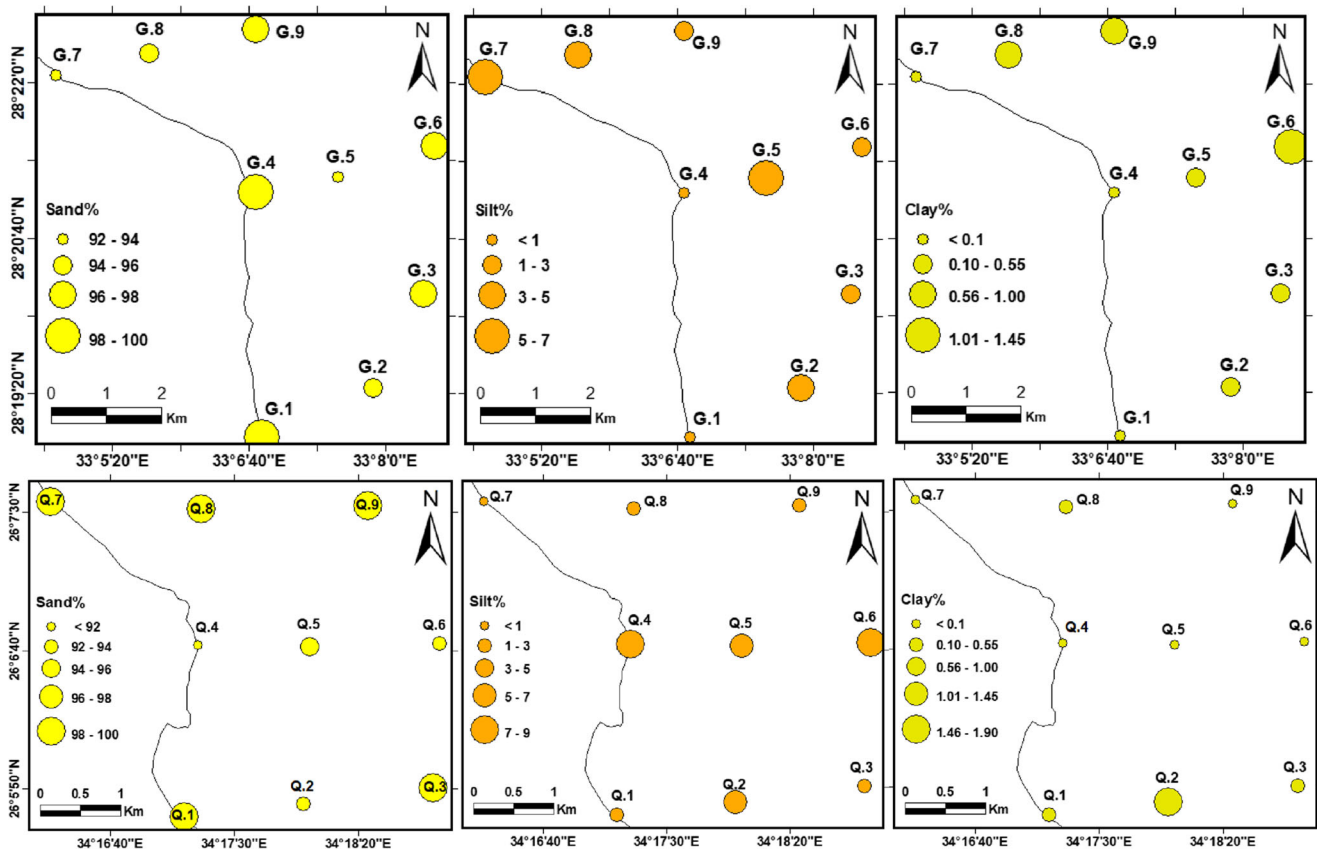 G.8
G.9
N
G.7
G.6
G.5
G.4
Sand%
92 - 94
94 - 96
96 - 98
98 - 100
G.3
G.2
G.1
0 1 2
Km
28°22'0"N
28°20'40"N
28°19'20"N
33°5'20"E 33°6'40"E 33°8'0"E
G.8
G.9
N
G.7
G.6
G.5
G.4
Silt%
< 1
1 - 3
3 - 5
5 - 7
G.3
G.2
G.1
0 1 2
Km
33°5'20"E 33°6'40"E 33°8'0"E
G.8
G.9
N
G.7
G.6
G.5
G.4
Clay%
< 0.1
0.10 - 0.55
0.56 - 1.00
1.01 - 1.45
G.3
G.2
G.1
0 1 2
Km
33°5'20"E 33°6'40"E 33°8'0"E
Q.7
Q.8
Q.9
N
Sand%
< 92
92 - 94
94 - 96
96 - 98
98 - 100
Q.4
Q.5
Q.6
Q.3
Q.2
Q.1
0 0.5 1
Km
26°7'30"N
26°6'40"N
26°5'50"N
34°16'40"E 34°17'30"E 34°18'20"E
Q.7
Q.8
Q.9
N
Silt%
< 1
1 - 3
3 - 5
5 - 7
7 - 9
Q.4
Q.5
Q.6
Q.3
Q.2
Q.1
0 0.5 1
Km
34°16'40"E 34°17'30"E 34°18'20"E
Q.7
Q.8
Q.9
N
Clay%
< 0.1
0.10 - 0.55
0.56 - 1.00
1.01 - 1.45
1.46 - 1.90
Q.4
Q.5
Q.6
Q.3
Q.2
Q.1
0 0.5 1
Km
34°16'40"E 34°17'30"E 34°18'20"E